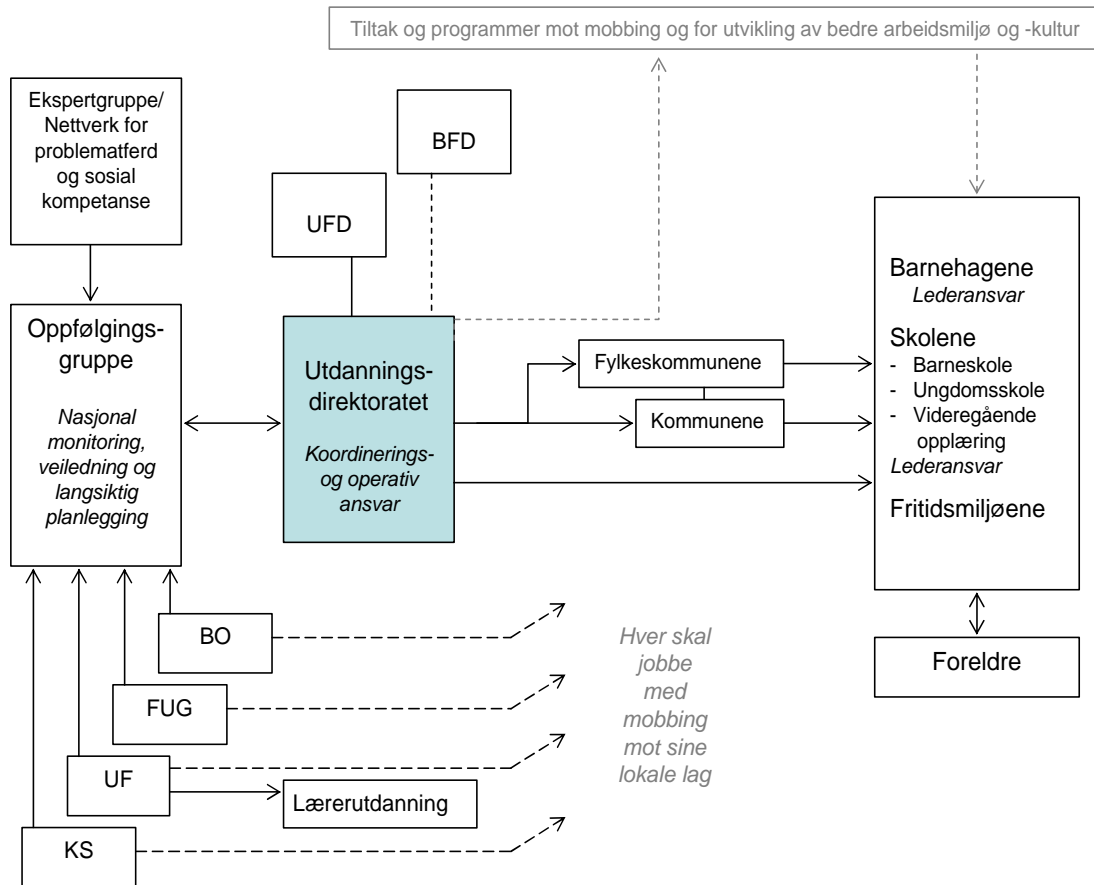 Tiltak og programmer mot mobbing og for utvikling av bedre arbeidsmiljø og -kultur
Ekspertgruppe/
Nettverk for
problematferd
og sosial
kompetanse
BFD
UFD
Oppfølgings-
gruppe
Nasjonal
monitoring,
veiledning og
langsiktig
planlegging
Utdannings-
direktoratet
Koordinerings-
og operativ
ansvar
Fylkeskommunene
Kommunene
Barnehagene
Lederansvar
Skolene
- Barneskole
- Ungdomsskole
- Videregående
opplæring
Lederansvar
Fritidsmiljøene
Foreldre
BO
FUG
UF
Lærerutdanning
KS
Hver skal
jobbe
med
mobbing
mot sine
lokale lag